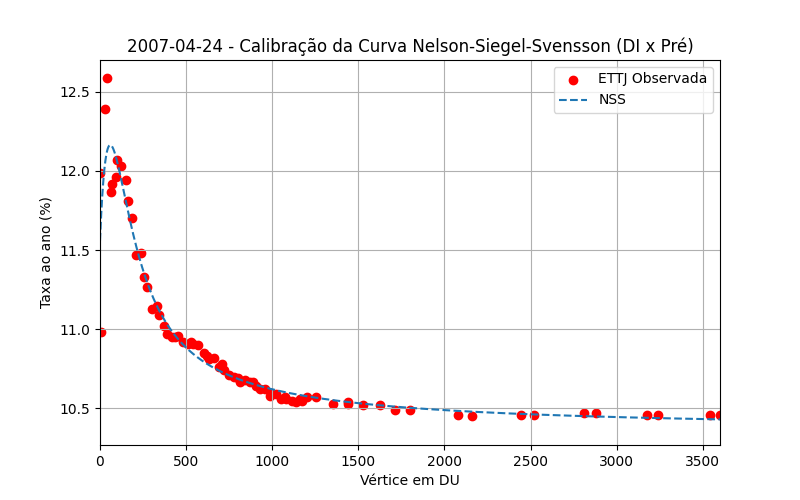 2007-04-24 - Calibração da Curva Nelson-Siegel-Svensson (DI x Pré)
ETTJ Observada
NSS
Taxa ao ano (%)
12.5
12.0
11.5
11.0
10.5
0 500 1000 1500 2000 2500 3000 3500
Vértice em DU